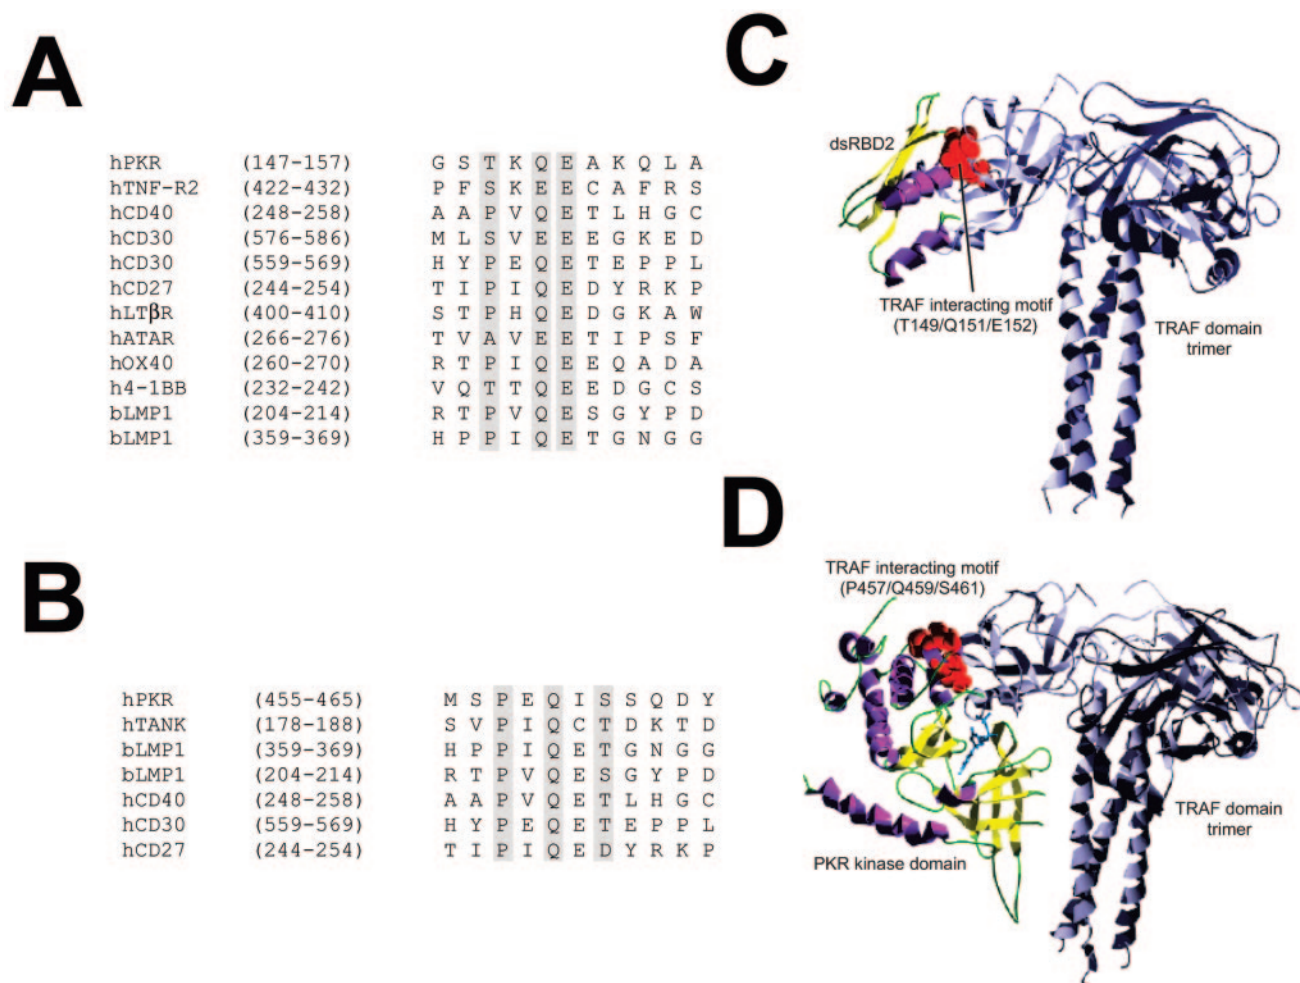 A
hPKR (147-157) G S T K Q E A K Q L A
hTNF-R2 (422-432) P F S K E E C A F R S
hCD40 (248-258) A A P V Q E T L H G C
hCD30 (576-586) M L S V E E E G K E D
hCD30 (559-569) H Y P E Q E T E P P L
hCD27 (244-254) T I P I Q E D Y R K P
hLTβR (400-410) S T P H Q E D G K A W
hATAR (266-276) T V A V E E T I P S F
hOX40 (260-270) R T P I Q E E Q A D A
h4-1BB (232-242) V Q T T Q E E D G C S
bLMP1 (204-214) R T P V Q E S G Y P D
bLMP1 (359-369) H P P I Q E T G N G G
B
hPKR (455-465) M S P E Q I S S Q D Y
hTANK (178-188) S V P I Q C T D K T D
bLMP1 (359-369) H P P I Q E T G N G G
bLMP1 (204-214) R T P V Q E S G Y P D
hCD40 (248-258) A A P V Q E T L H G C
hCD30 (559-569) H Y P E Q E T E P P L
hCD27 (244-254) T I P I Q E D Y R K P
C
dsRBD2
TRAF interacting motif
(T149/Q151/E152)
TRAF domain
trimer
D
TRAF interacting motif
(P457/Q459/S461)
TRAF domain
trimer
PKR kinase domain